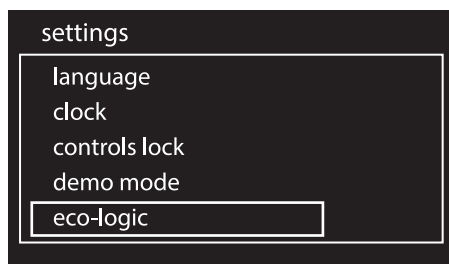 settings
language
clock
controls lock
demo mode
eco-logic